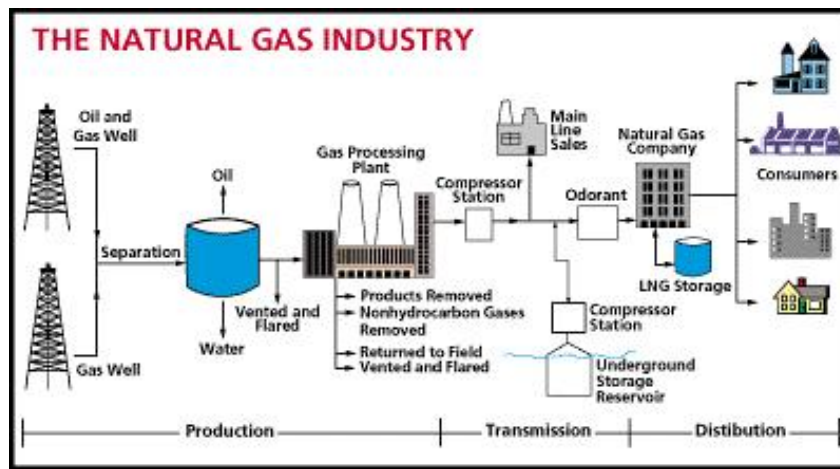 THE NATURAL GAS INDUSTRY
Oil and
Gas Well
Oil
Separation
Water
Gas Well
Vented and
Flared
Gas Processing
Plant
Products Removed
Nonhydrocarbon Gases
Removed
Returned to Field
Vented and Flared
Compressor
Station
Main
Line
Sales
Odorant
Compressor
Station
Underground
Storage
Reservoir
Natural Gas
Company
LNG Storage
Consumers
Production
Transmission
Distibution